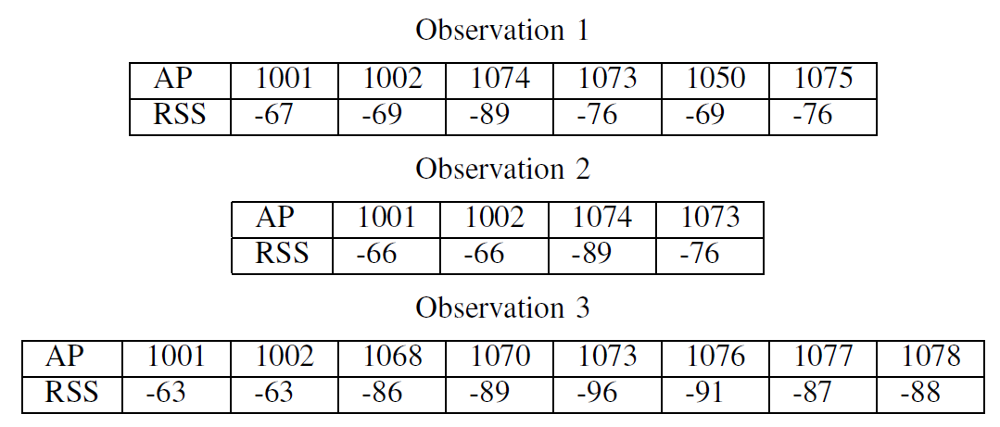 Observation 1
AP 1001 1002 1074 1073 1050 1075
RSS -67 -69 -89 -76 -69 -76
Observation 2
AP 1001 1002 1074 1073
RSS -66 -66 -89 -76
Observation 3
AP 1001 1002 1068 1070 1073 1076 1077 1078
RSS -63 -63 -86 -89 -96 -91 -87 -88